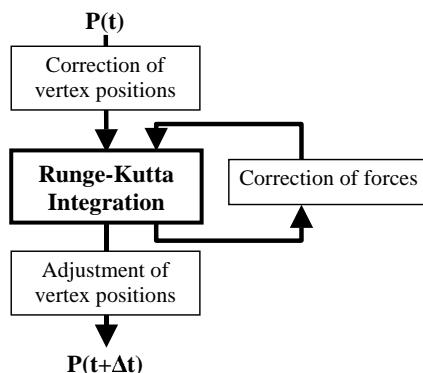 P(t)
Correction of
vertex positions
Runge-Kutta
Integration
Correction of forces
Adjustment of
vertex positions
P(t+Δt)